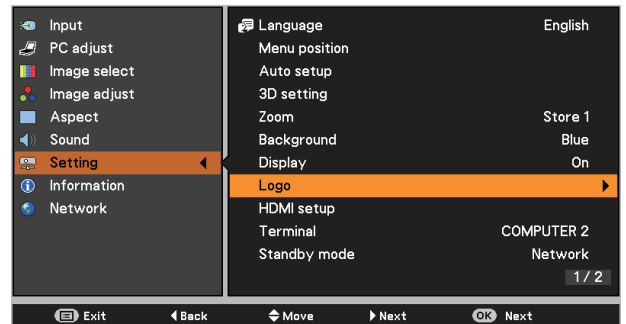 Input
PC adjust
Image select
Image adjust
Aspect
Sound
Setting
Information
Network
Language English
Menu position
Auto setup
3D setting
Zoom Store 1
Background Blue
Display On
Logo
HDMI setup
Terminal COMPUTER 2
Standby mode Network
1 / 2
Exit Back Move Next OK Next